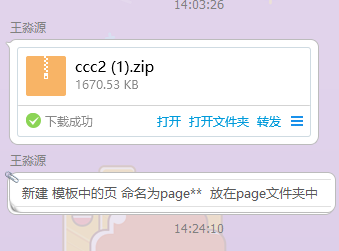 14:03:26
王淼源
ccc2 (1).zip
1670.53 KB
下载成功 打开 打开文件夹 转发
王淼源
新建 模板中的页 命名为page** 放在page文件夹中
14:24:10